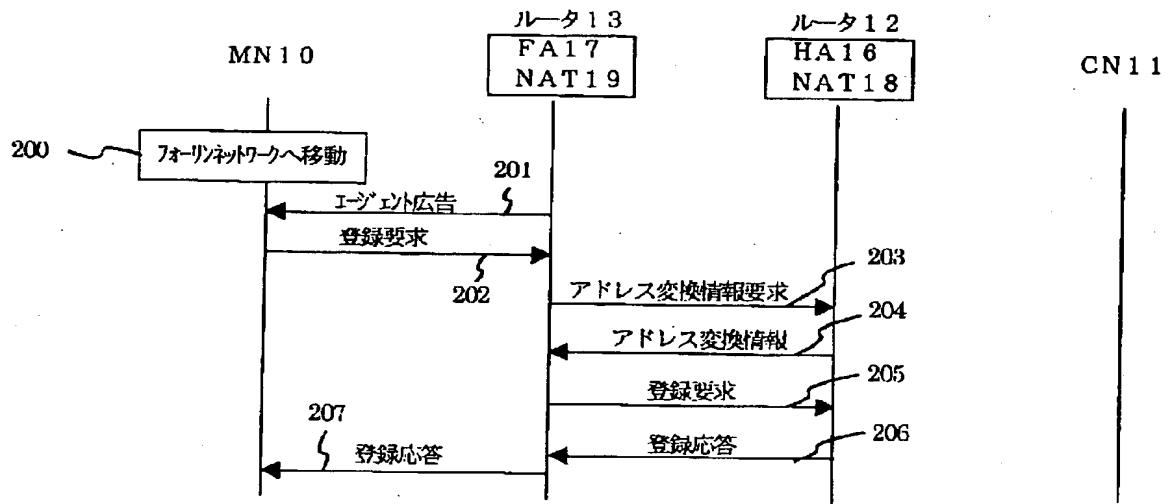 ルータ13
ルータ12
MN10
FA17
NAT19
HA16
NAT18
CN11
200
フォーリンネットワークへ移動
201
エージェント広告
登録要求
202
203
アドレス変換情報要求
204
アドレス変換情報
205
登録要求
207
206
登録応答
登録応答